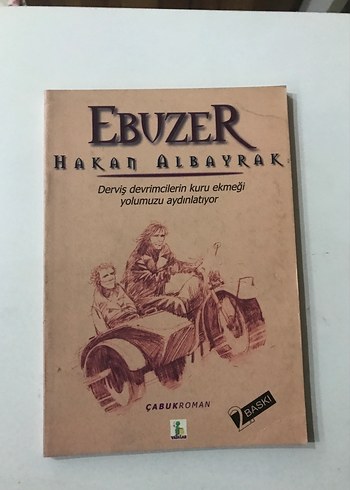 EBUZER
HAKAN ALBAYRAK
Derviş devrimcilerin kuru ekmeği
yolumuzu aydınlatıyor
ÇABUKROMAN
2. BASKI